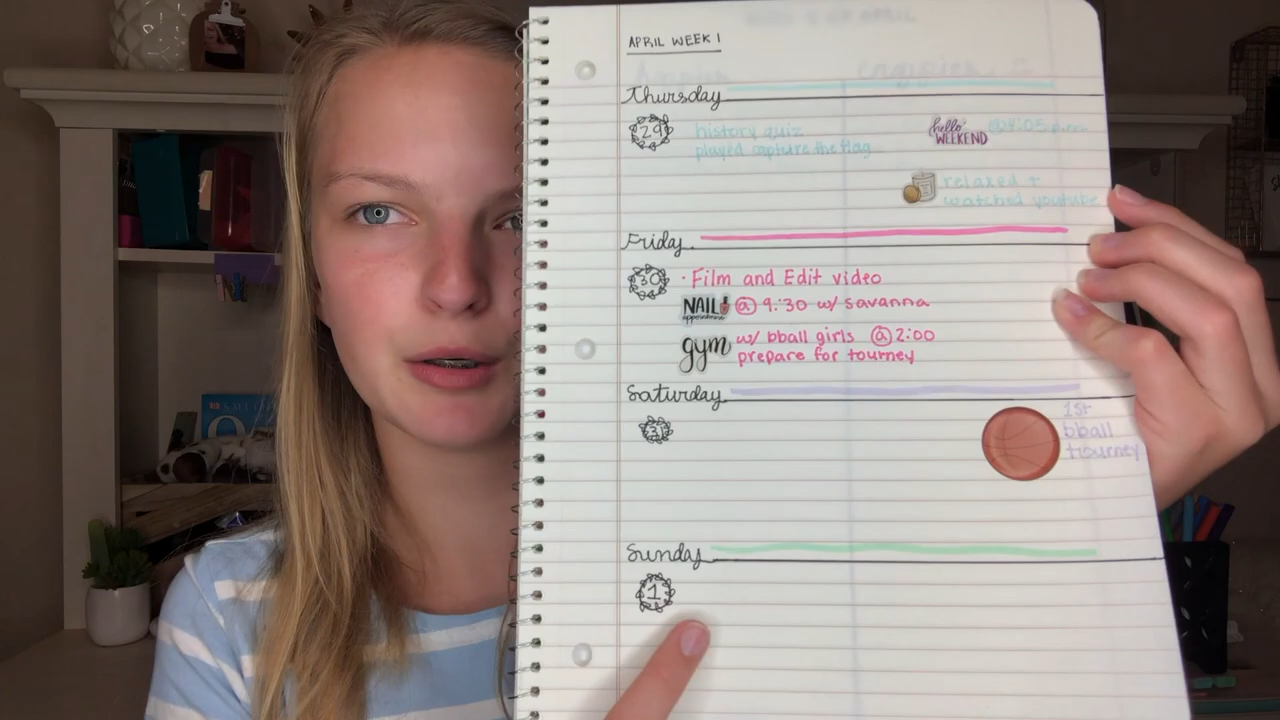 APRIL WEEK 1
Thursday
29
history quiz
played capture the flag
hello WEEKEND
relaxed +
watched youtube
Friday
30
· Film and Edit video
NAIL appointment @ 9:30 w/ savanna
gym w/ bball girls @ 2:00
prepare for tourney
Saturday
31
1st
bball
tourney
Sunday
1